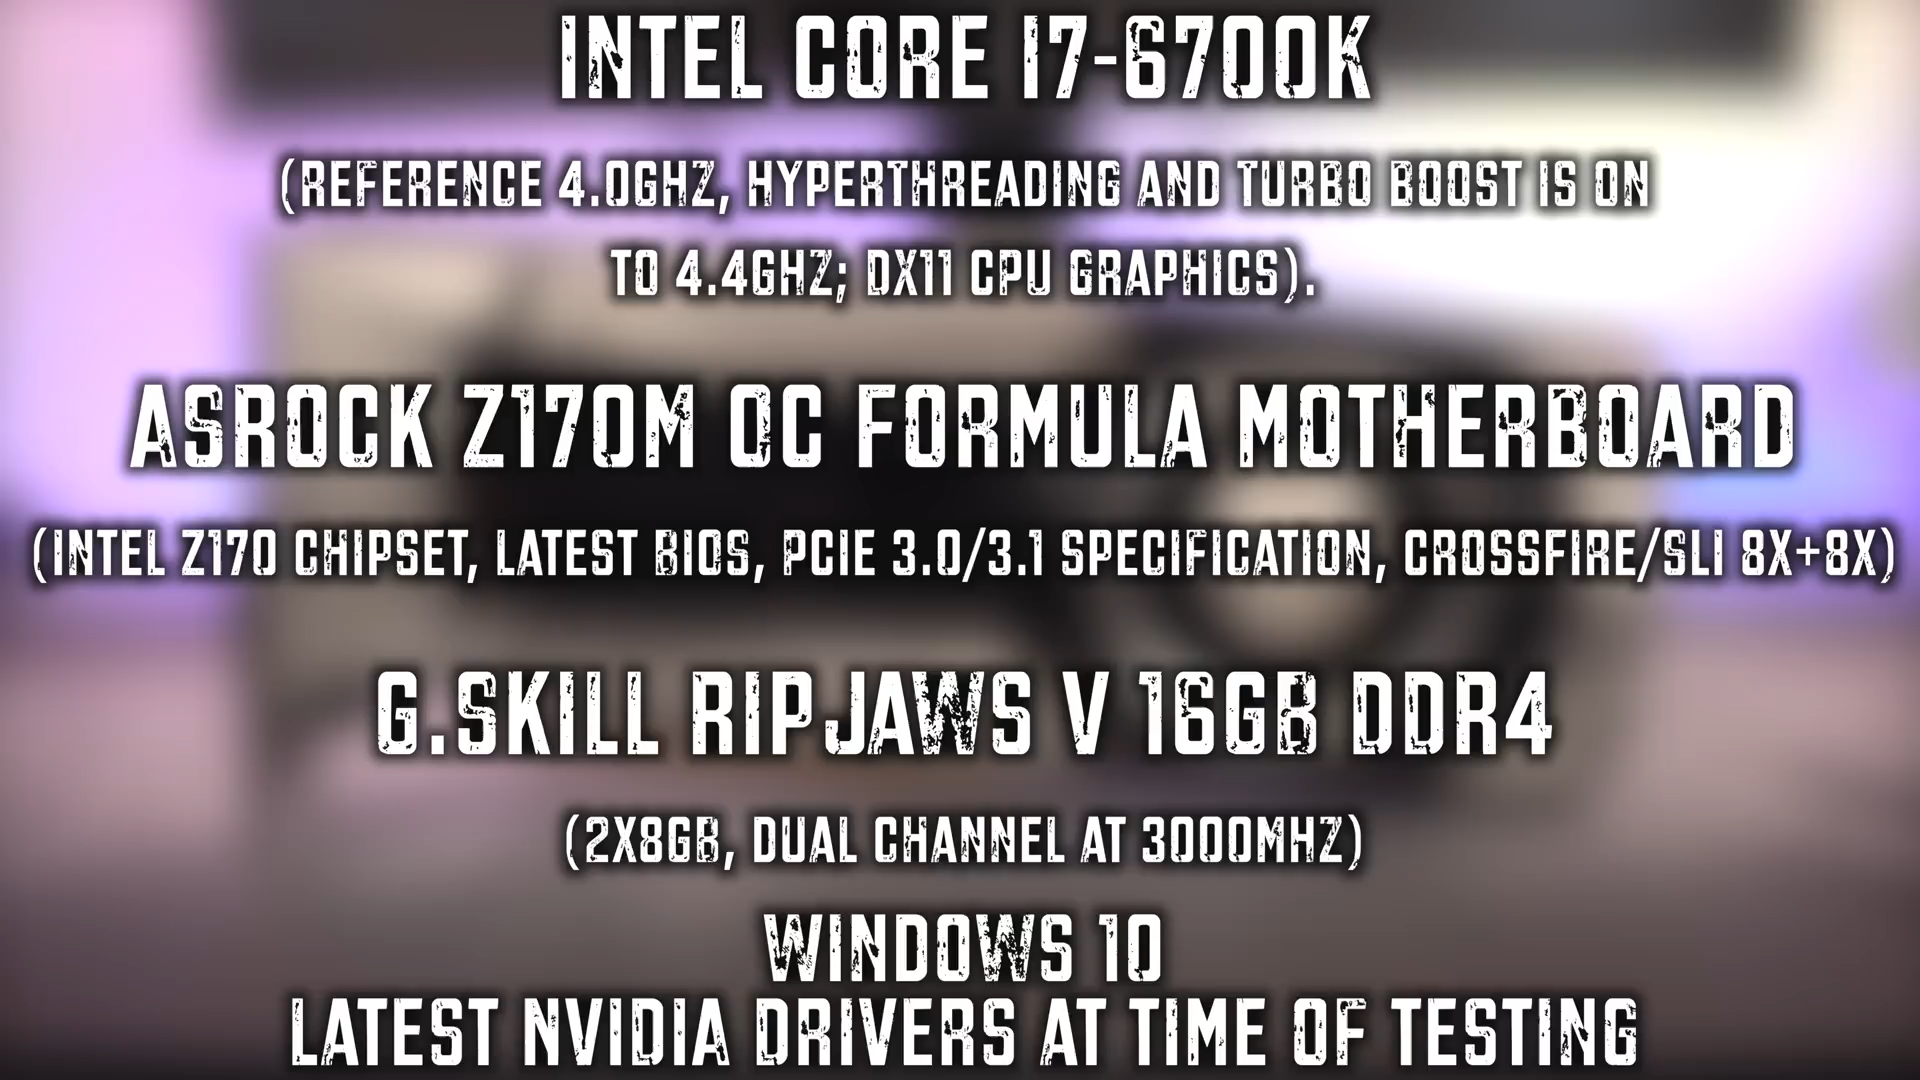 INTEL CORE I7-6700K
(REFERENCE 4.0GHZ, HYPERTHREADING AND TURBO BOOST IS ON
TO 4.4GHZ; DX11 CPU GRAPHICS).
ASROCK Z170M OC FORMULA MOTHERBOARD
(INTEL Z170 CHIPSET, LATEST BIOS, PCIE 3.0/3.1 SPECIFICATION, CROSSFIRE/SLI 8X+8X)
G.SKILL RIPJAWS V 16GB DDR4
(2X8GB, DUAL CHANNEL AT 3000MHZ)
WINDOWS 10
LATEST NVIDIA DRIVERS AT TIME OF TESTING